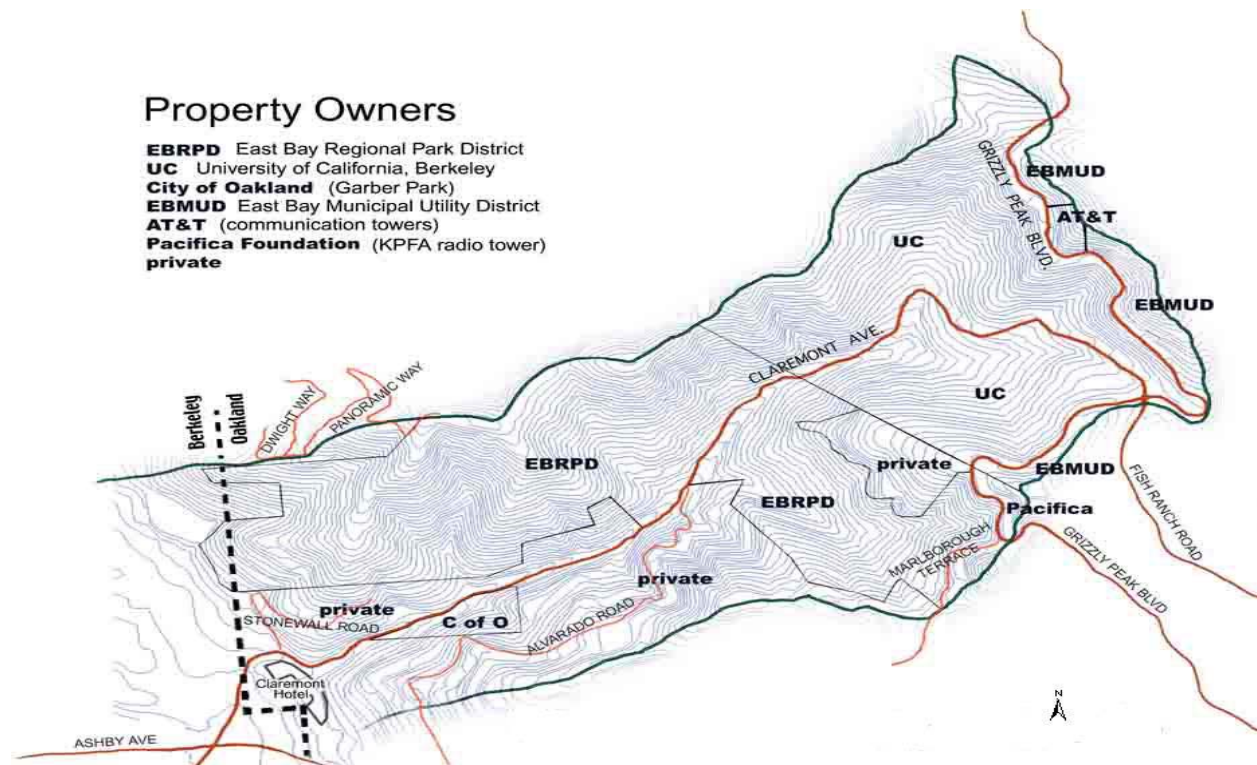 Property Owners
EBRPD East Bay Regional Park District
UC University of California, Berkeley
City of Oakland (Garber Park)
EBMUD East Bay Municipal Utility District
AT&T (communication towers)
Pacifica Foundation (KPFA radio tower)
private
GRIZZLY PEAK BLVD.
EBMUD
AT&T
UC
EBMUD
CLAREMONT AVE.
UC
Berkeley
Oakland
DWIGHT WAY
PANORAMIC WAY
EBRPD
private
EBMUD
FISH RANCH ROAD
EBRPD
Pacifica
MARLBOROUGH
TERRACE
GRIZZLY PEAK BLVD
private
private
STONEWALL ROAD
C of O
ALVARADO ROAD
Claremont
Hotel
N
ASHBY AVE